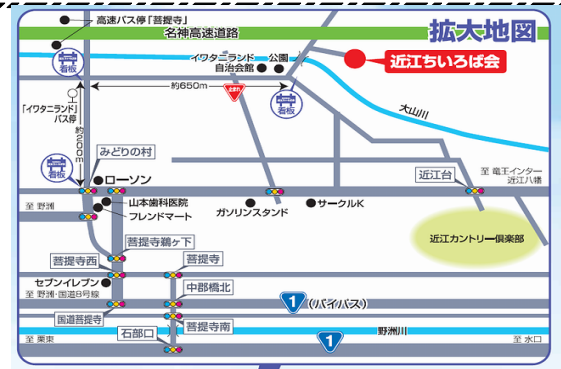 高速バス停「菩提寺」
名神高速道路
拡大地図
看板
イワタニランド
自治会館
公園
近江ちいろば会
約650m
止まれ
看板
大山川
「イワタニランド」
バス停
約200m
みどりの村
看板
ローソン
近江台
至 竜王インター
近江八幡
至 野洲
山本歯科医院
フレンドマート
ガソリンスタンド
サークルK
菩提寺鵜ヶ下
近江カントリー倶楽部
菩提寺西
菩提寺
セブンイレブン
至 野洲・国道8号線
中郡橋北
1
(バイパス)
国道菩提寺
菩提寺南
野洲川
石部口
1
至 栗東
至 水口